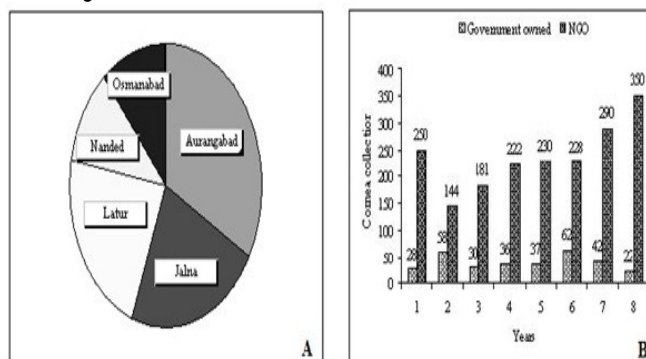 Osmanabad
Aurangabad
Nanded
Latur
Jalna
A
Government owned NGO
Cornea collection
400
350
300
250
200
150
100
50
0
28 250
58 144
30 181
36 222
37 230
62 228
42 290
22 350
1 2 3 4 5 6 7 8
Years
B